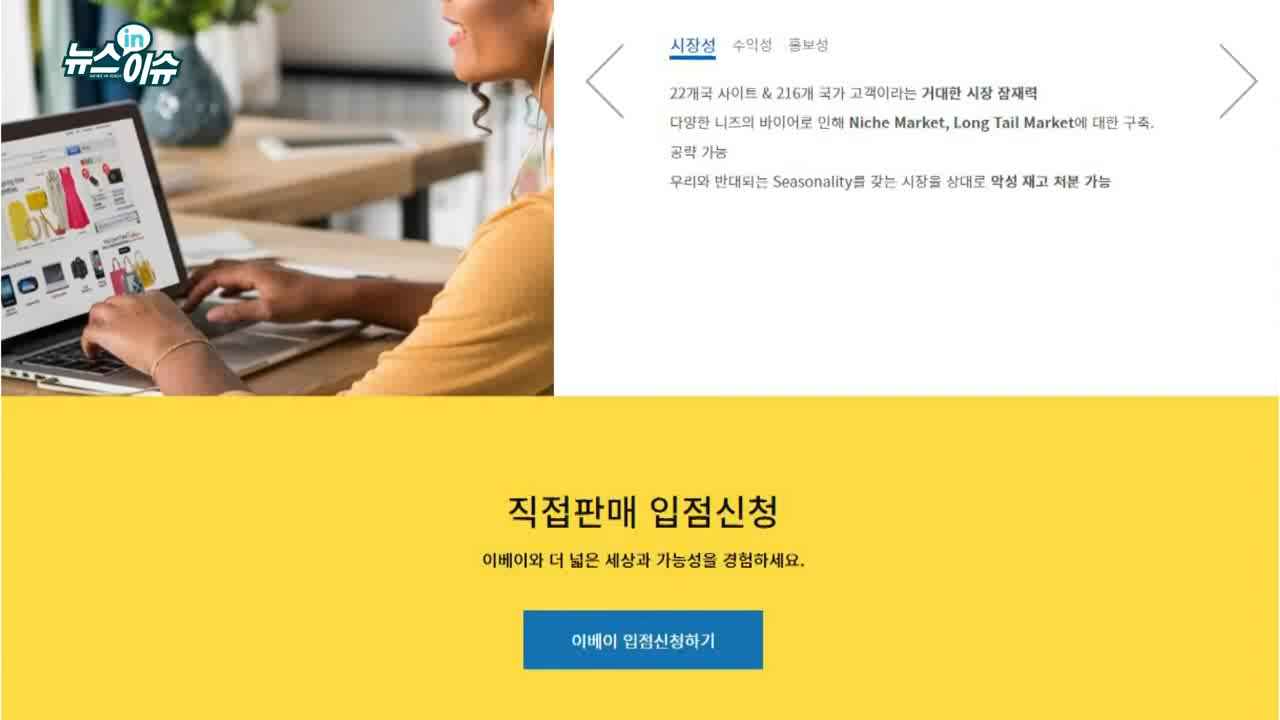 뉴스in이슈
NEWS IN ISSUE
시장성 수익성 홍보성
22개국 사이트 & 216개 국가 고객이라는 거대한 시장 잠재력
다양한 니즈의 바이어로 인해 Niche Market, Long Tail Market에 대한 구축.
공략 가능
우리와 반대되는 Seasonality를 갖는 시장을 상대로 악성 재고 처분 가능
직접판매 입점신청
이베이와 더 넓은 세상과 가능성을 경험하세요.
이베이 입점신청하기